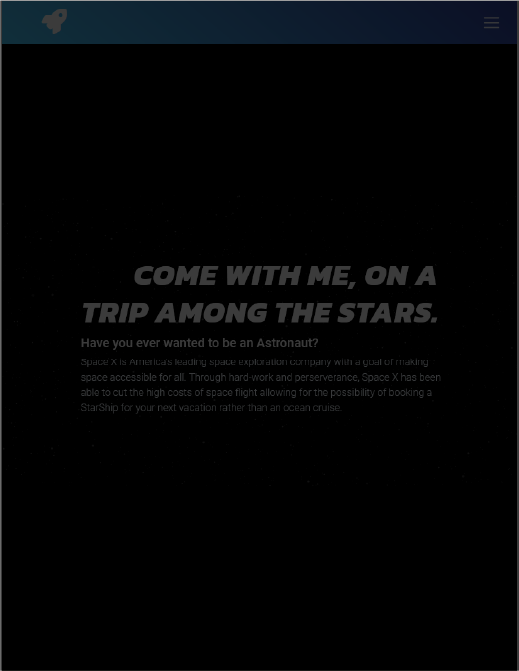 COME WITH ME, ON A
TRIP AMONG THE STARS.
Have you ever wanted to be an Astronaut?
Space X is America's leading space exploration company with a goal of making
space accessible for all. Through hard-work and perserverance, Space X has been
able to cut the high costs of space flight allowing for the possibility of booking a
StarShip for your next vacation rather than an ocean cruise.